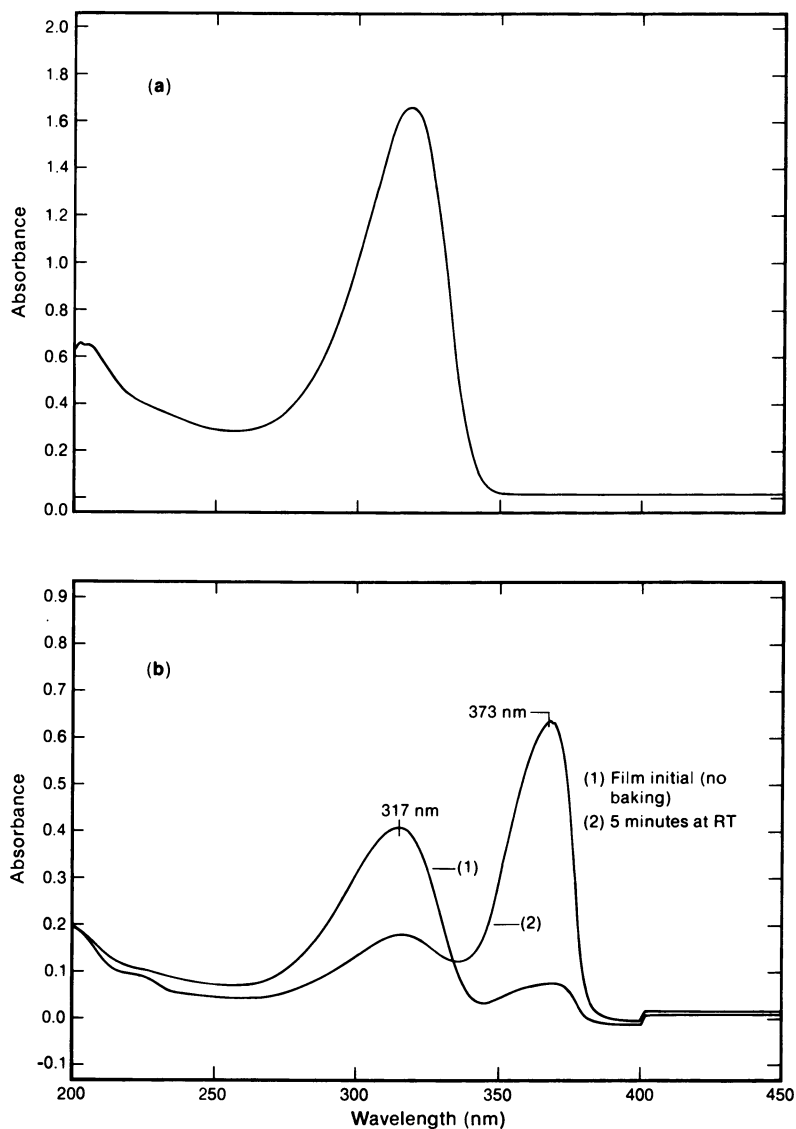 2.0
(a)
1.8
1.6
1.4
1.2
1.0
0.8
0.6
0.4
0.2
0.0
Absorbance
0.9
0.8
(b)
0.7
373 nm
0.6
(1) Film initial (no
baking)
(2) 5 minutes at RT
0.5
317 nm
0.4
(1)
0.3
0.2
(2)
0.1
0.0
-0.1
Absorbance
200 250 300 350 400 450
Wavelength (nm)